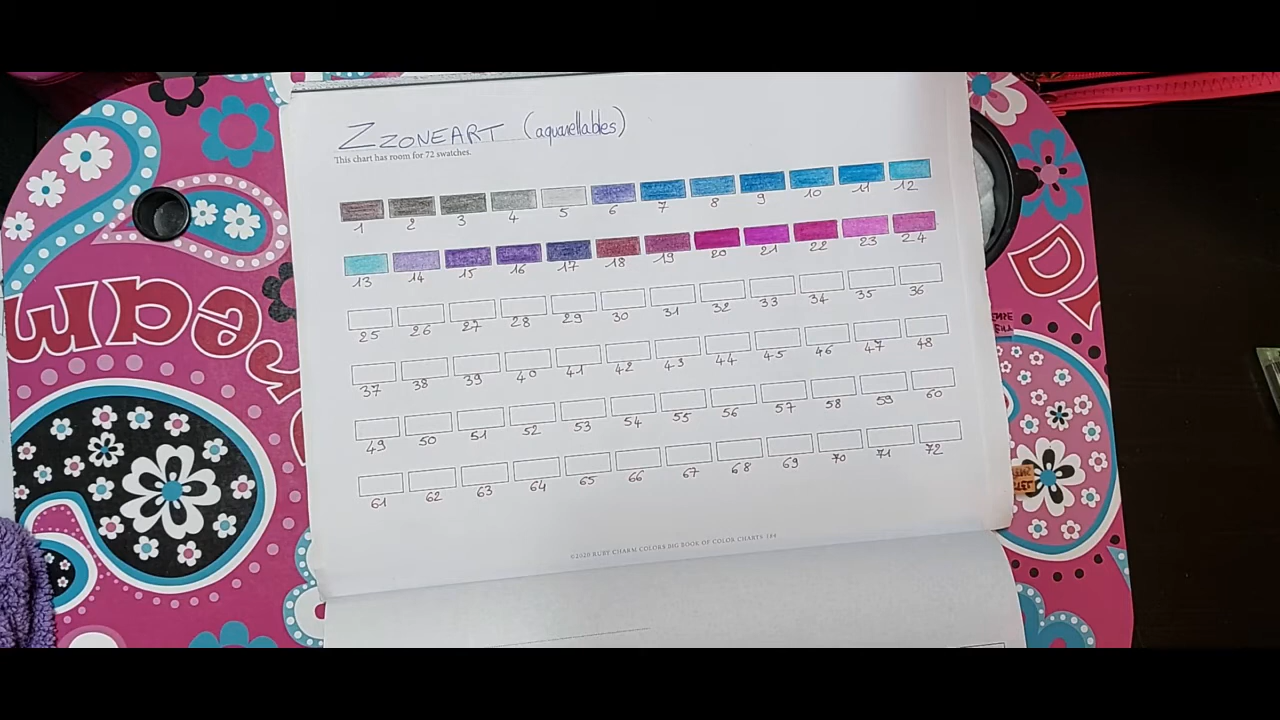 ZZONEART (aquarellables)
This chart has room for 72 swatches.
1 2 3 4 5 6 7 8 9 10 11 12
13 14 15 16 17 18 19 20 21 22 23 24
25 26 27 28 29 30 31 32 33 34 35 36
37 38 39 40 41 42 43 44 45 46 47 48
49 50 51 52 53 54 55 56 57 58 59 60
61 62 63 64 65 66 67 68 69 70 71 72
©2020 RUBY CHARM COLORS BIG BOOK OF COLOR CHARTS 184
eam
D